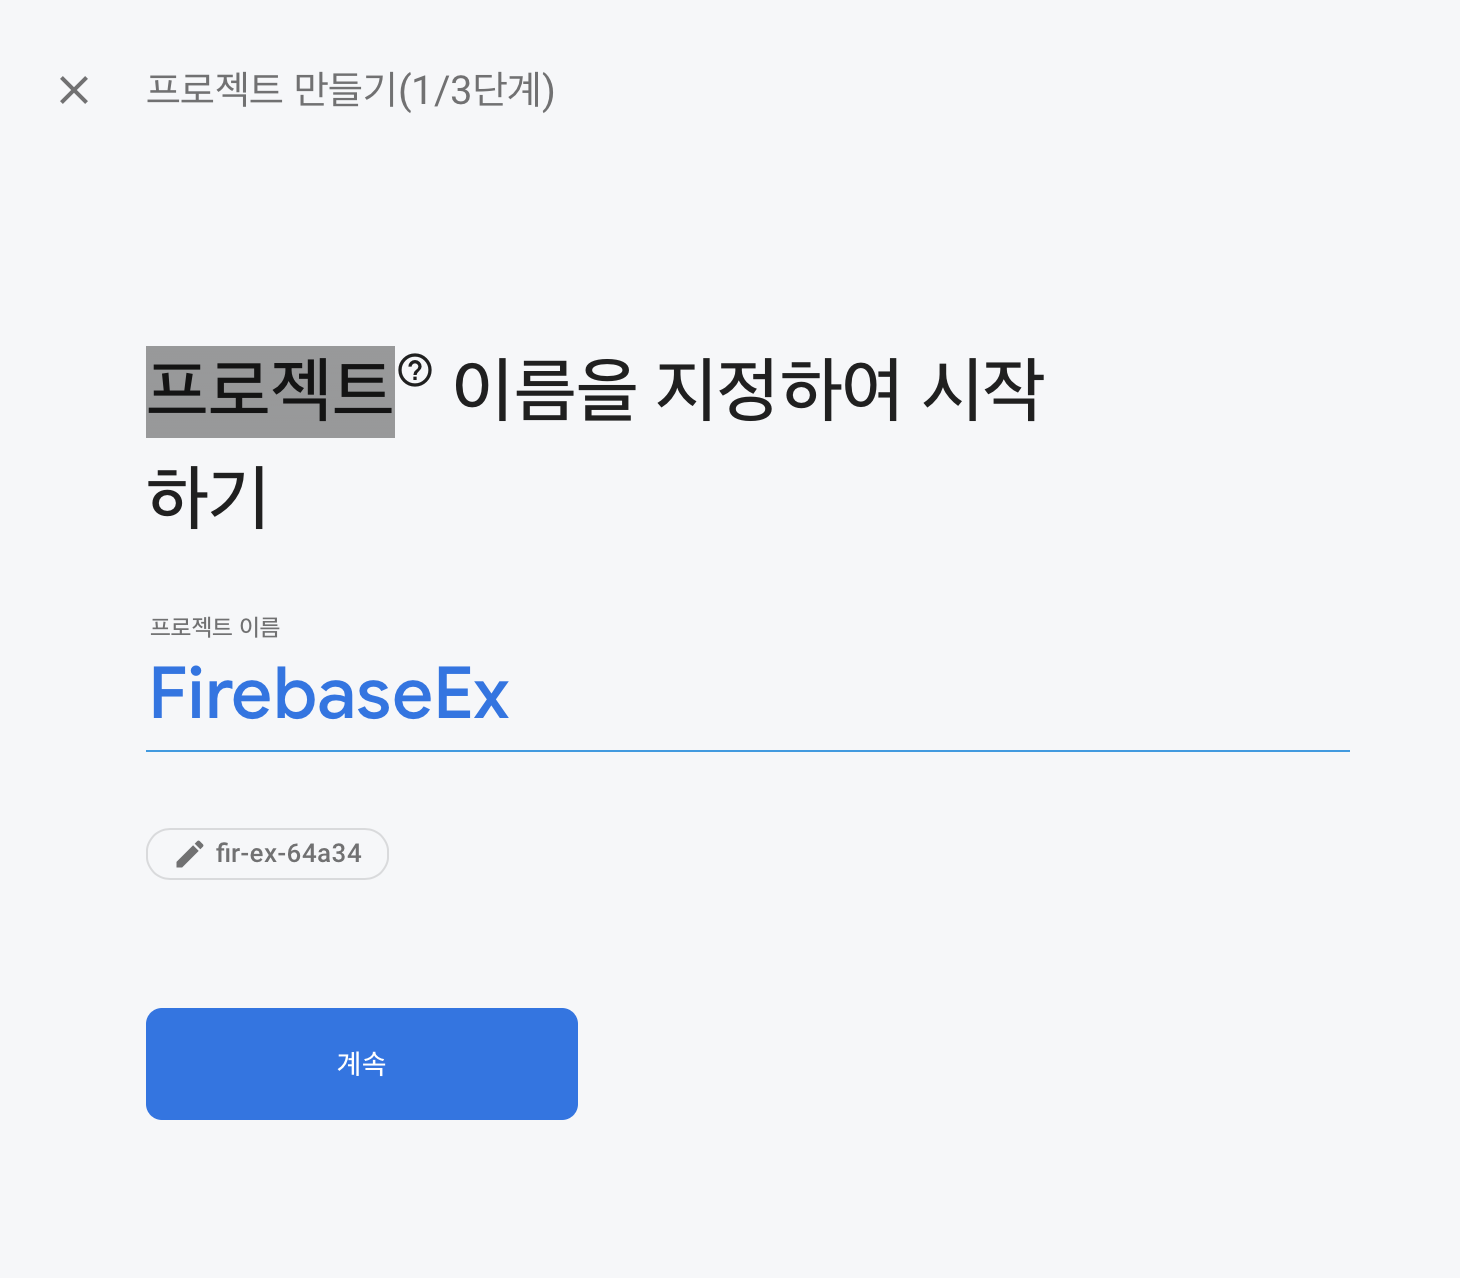 프로젝트 만들기(1/3단계)
프로젝트 이름을 지정하여 시작
하기
프로젝트 이름
FirebaseEx
fir-ex-64a34
계속